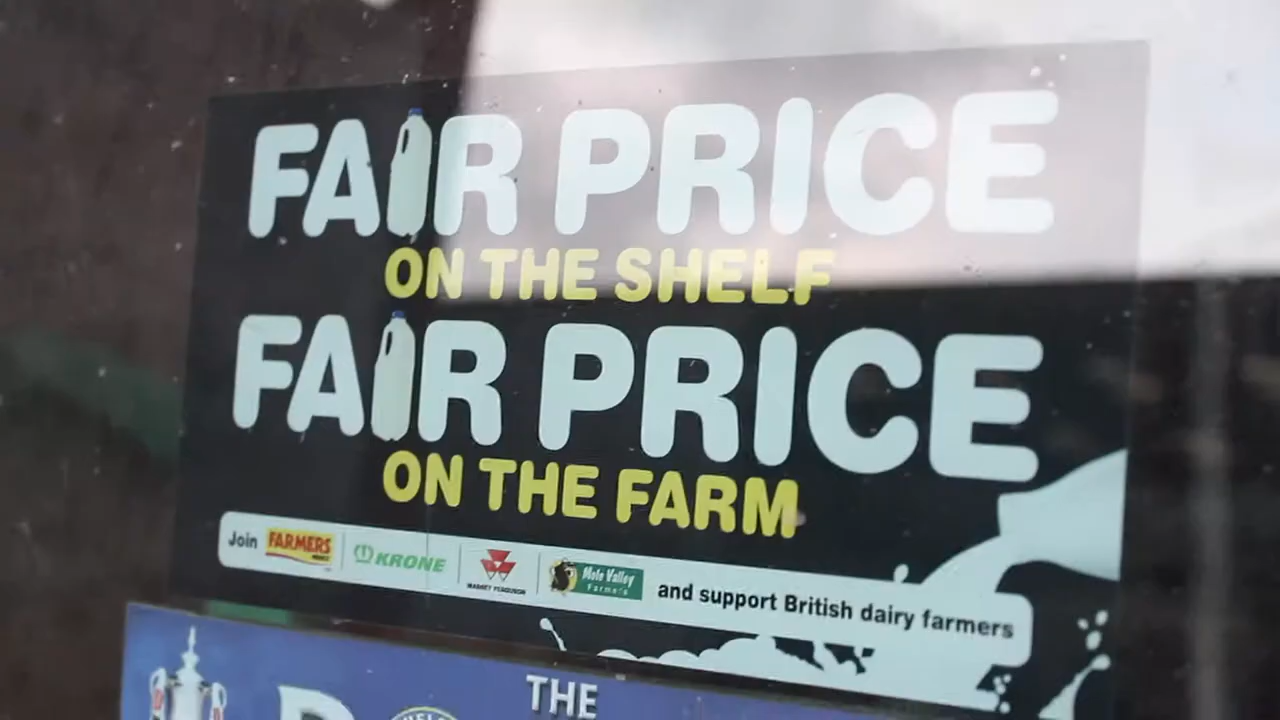 FAIR PRICE
ON THE SHELF
FAIR PRICE
ON THE FARM
Join FARMERS WEEKLY KRONE MASSEY FERGUSON Mole Valley Farmers and support British dairy farmers
THE